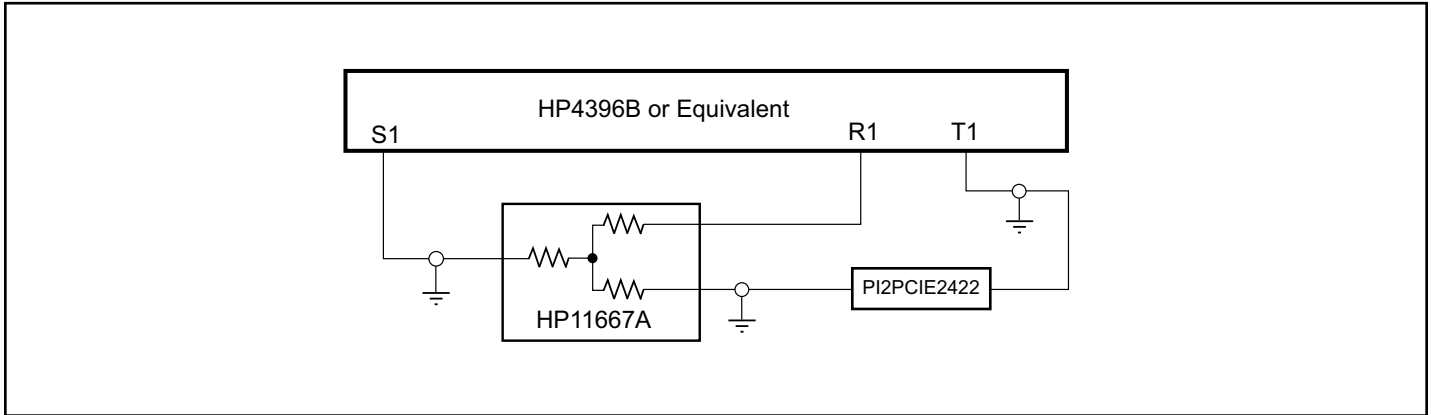 HP4396B or Equivalent
S1
R1
T1
PI2PCIE2422
HP11667A